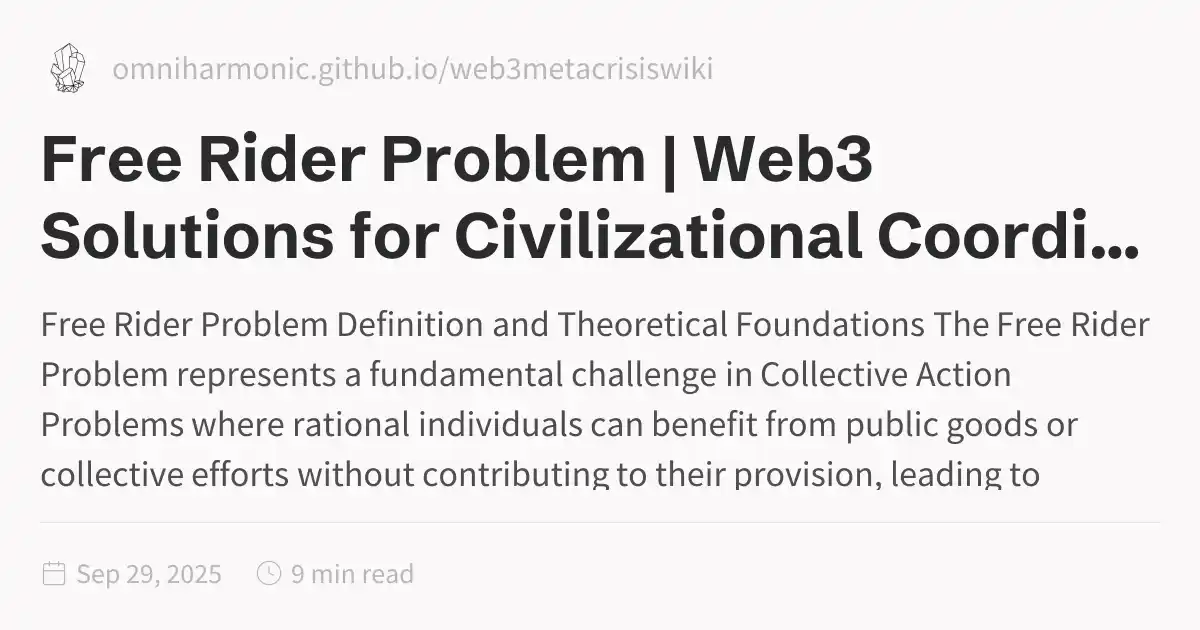 omniharmonic.github.io/web3metacrisiswiki
Free Rider Problem | Web3
Solutions for Civilizational Coordi...
Free Rider Problem Definition and Theoretical Foundations The Free Rider
Problem represents a fundamental challenge in Collective Action
Problems where rational individuals can benefit from public goods or
collective efforts without contributing to their provision, leading to
Sep 29, 2025
9 min read